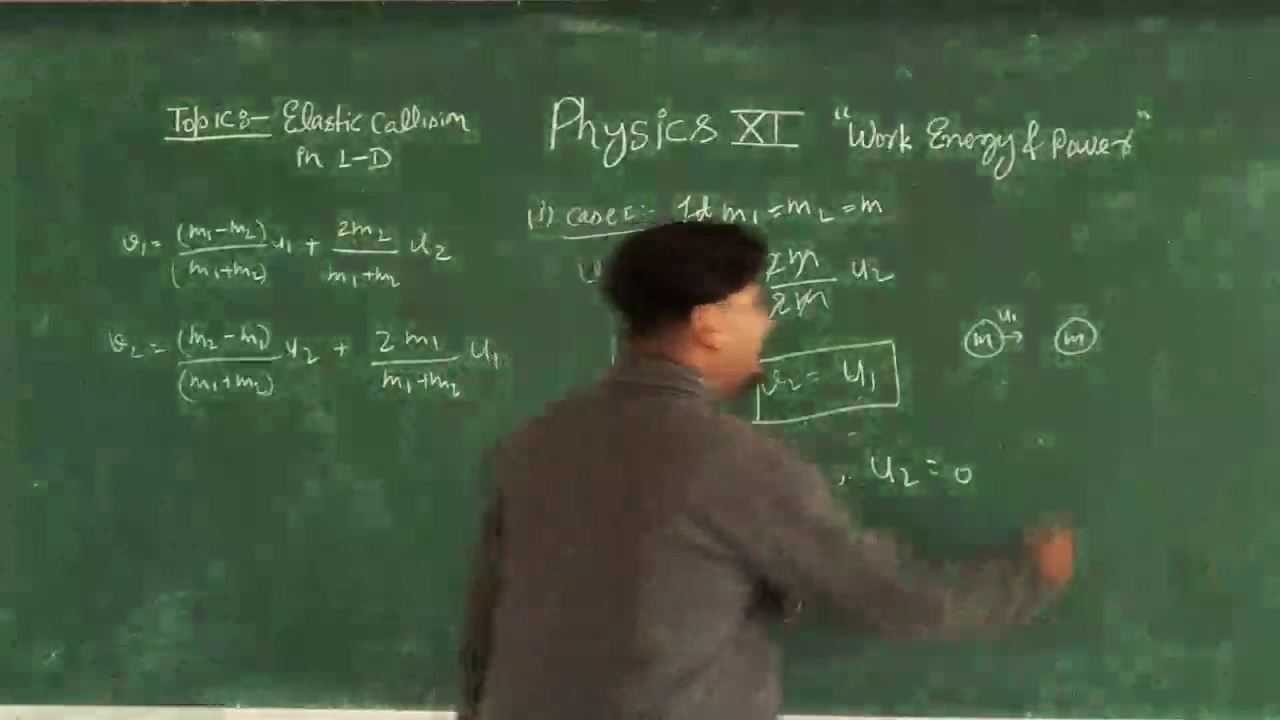 Topics- Elastic Callision
in 1-D
v₁ = (m₁-m₂)/(m₁+m₂) u₁ + 2m₂/m₁+m₂ u₂
v₂ = (m₂-m₁)/(m₁+m₂) u₂ + 2m₁/m₁+m₂ u₁
Physics XI "Work Energy & Power"
(i) case I:- If m₁ = m₂ = m
2m/2m u₂
v₂ = u₁
u₂ = 0
m u₁ → m